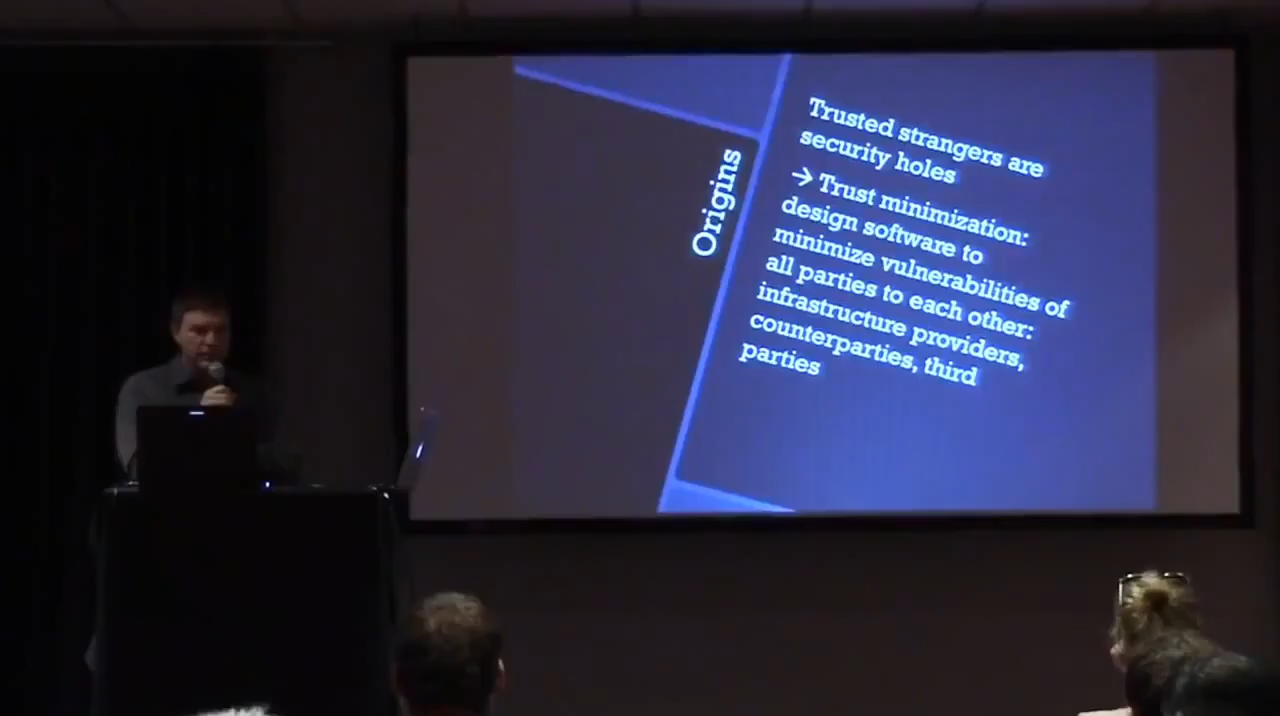 Origins
Trusted strangers are
security holes
→ Trust minimization:
design software to
minimize vulnerabilities of
all parties to each other:
infrastructure providers,
counterparties, third
parties